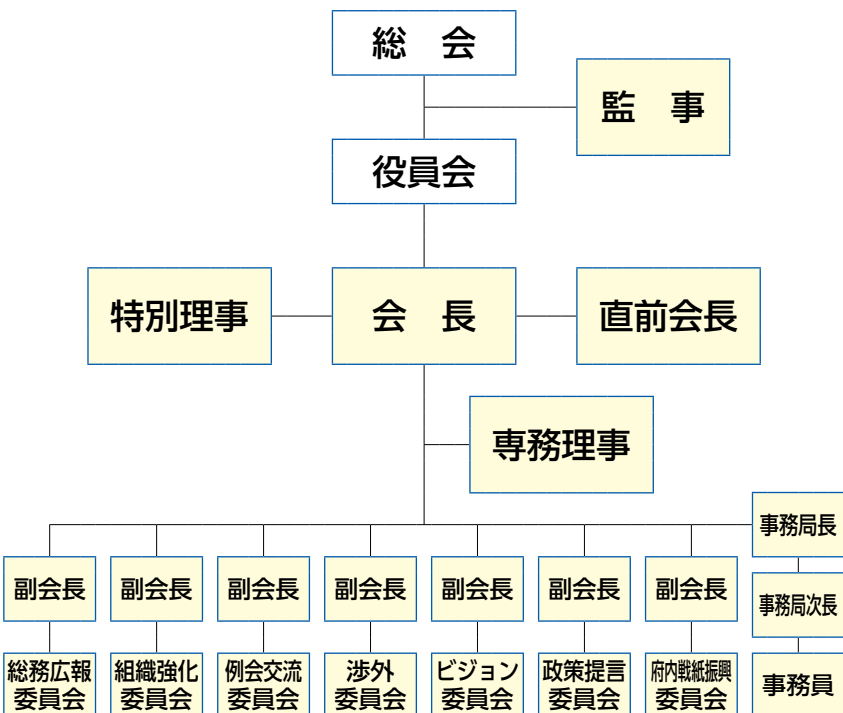 総　会
監　事
役員会
特別理事
会　長
直前会長
専務理事
事務局長
副会長
副会長
副会長
副会長
副会長
副会長
副会長
事務局次長
総務広報
委員会
組織強化
委員会
例会交流
委員会
渉外
委員会
ビジョン
委員会
政策提言
委員会
府内戦紙振興
委員会
事務員